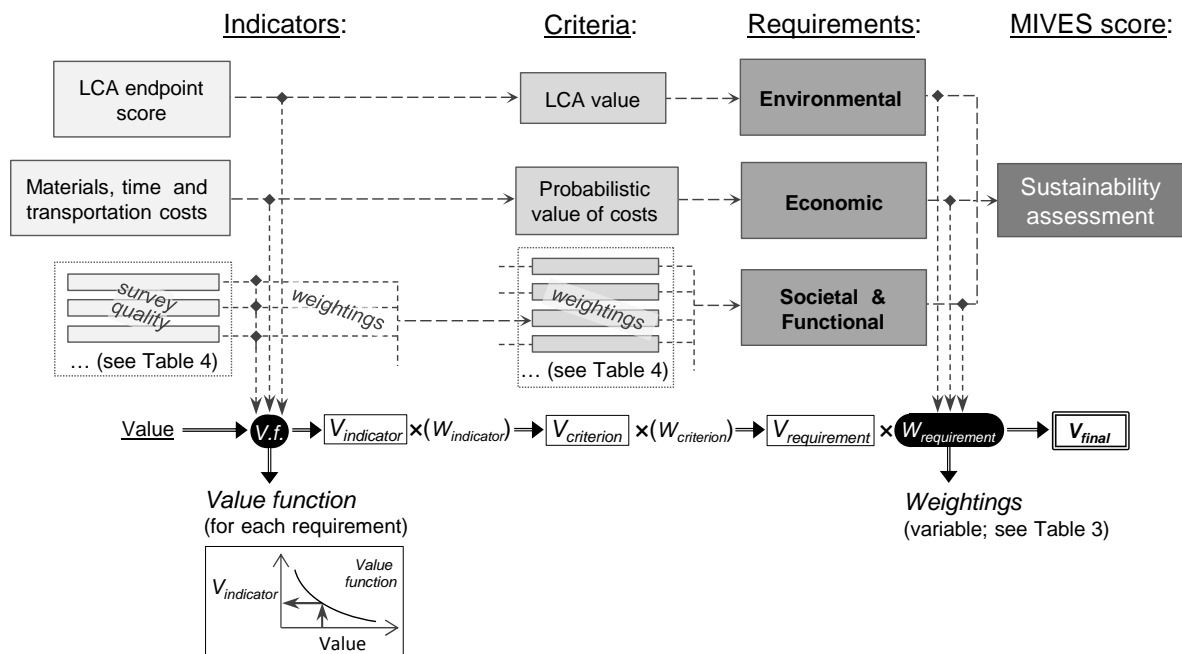 Indicators:
Criteria:
Requirements:
MIVES score:
LCA endpoint
score
LCA value
Environmental
Materials, time and
transportation costs
Probabilistic
value of costs
Economic
Sustainability
assessment
survey
quality
weightings
weightings
Societal &
Functional
… (see Table 4)
… (see Table 4)
Value
V.f.
Vindicator ×(Windicator)
Vcriterion ×(Wcriterion)
Vrequirement × Wrequirement
Vfinal
Value function
(for each requirement)
Weightings
(variable; see Table 3)
Value
function
Vindicator
Value